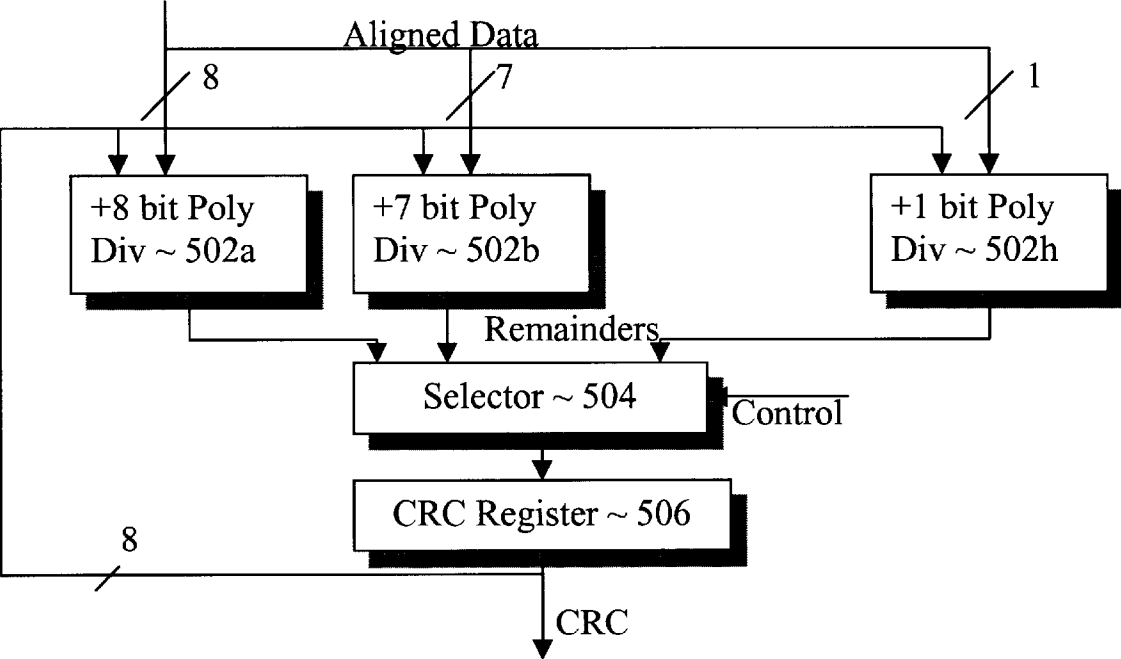 Aligned Data
8
7
1
+8 bit Poly
Div ~ 502a
+7 bit Poly
Div ~ 502b
+1 bit Poly
Div ~ 502h
Remainders
Selector ~ 504
Control
CRC Register ~ 506
8
CRC